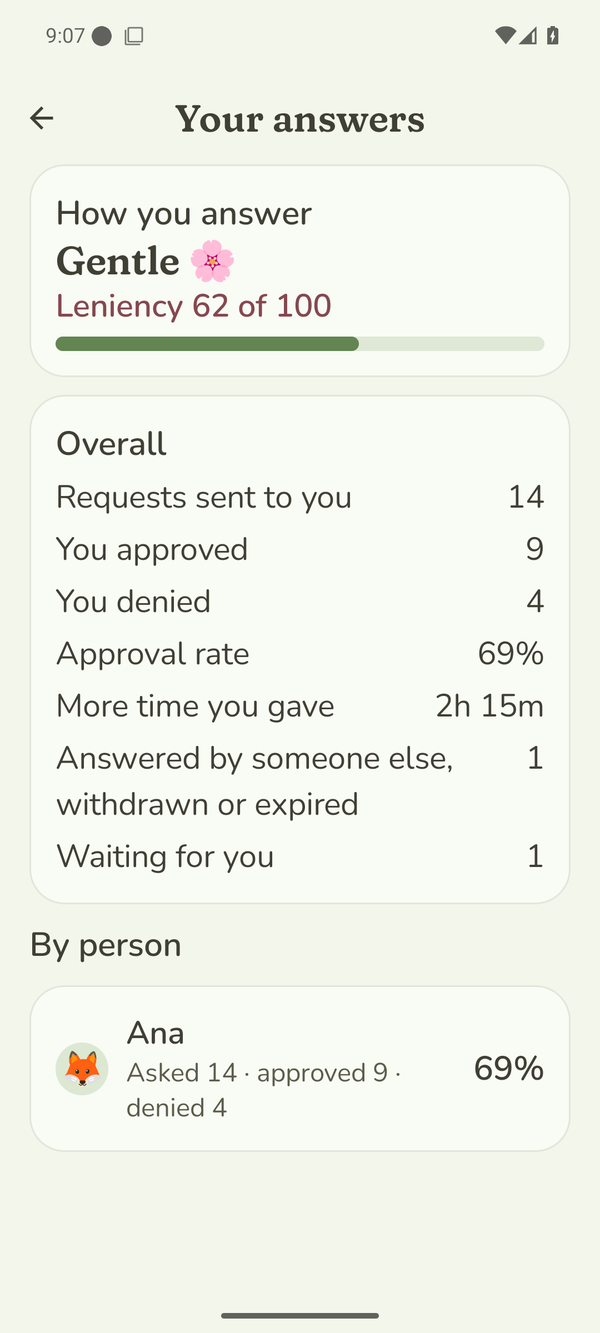 9:07
Your answers
How you answer
Gentle 🌸
Leniency 62 of 100
Overall
Requests sent to you 14
You approved 9
You denied 4
Approval rate 69%
More time you gave 2h 15m
Answered by someone else, 1
withdrawn or expired
Waiting for you 1
By person
Ana
Asked 14 · approved 9 · 69%
denied 4